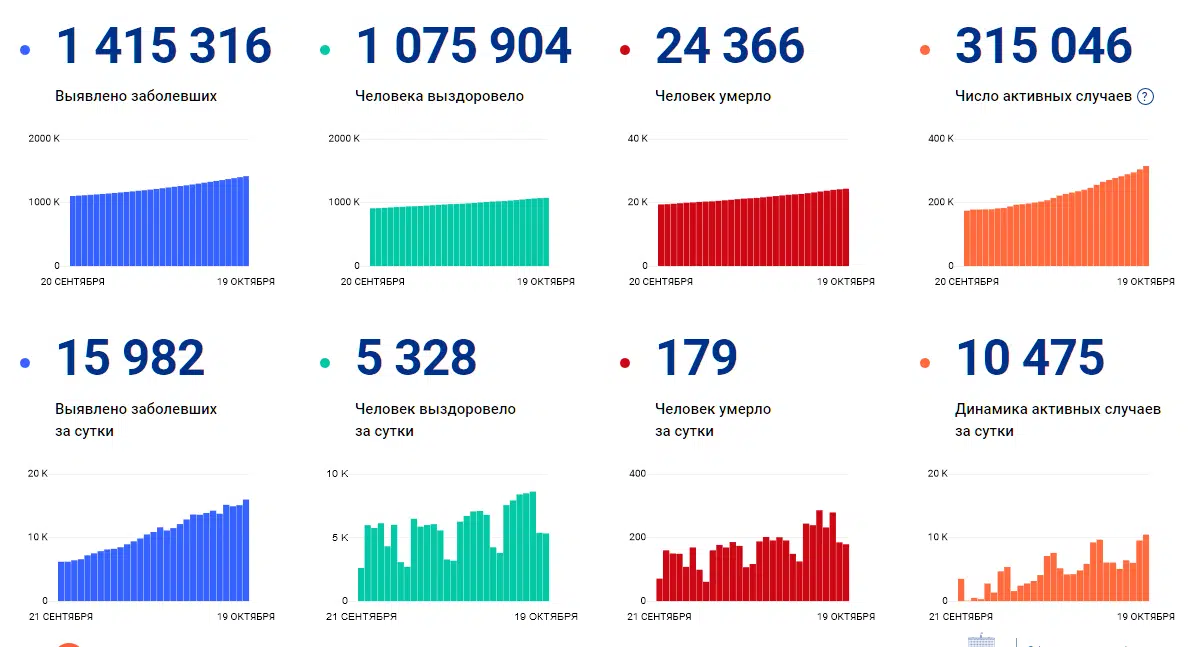 1 415 316
Выявлено заболевших
2000 K
1000 K
0
20 СЕНТЯБРЯ
19 ОКТЯБРЯ
1 075 904
Человека выздоровело
2000 K
1000 K
0
20 СЕНТЯБРЯ
19 ОКТЯБРЯ
24 366
Человек умерло
40 K
20 K
0
20 СЕНТЯБРЯ
19 ОКТЯБРЯ
315 046
Число активных случаев ?
400 K
200 K
0
20 СЕНТЯБРЯ
19 ОКТЯБРЯ
15 982
Выявлено заболевших
за сутки
20 K
10 K
0
21 СЕНТЯБРЯ
19 ОКТЯБРЯ
5 328
Человек выздоровело
за сутки
10 K
5 K
0
21 СЕНТЯБРЯ
19 ОКТЯБРЯ
179
Человек умерло
за сутки
400
200
0
21 СЕНТЯБРЯ
19 ОКТЯБРЯ
10 475
Динамика активных случаев
за сутки
20 K
10 K
0
21 СЕНТЯБРЯ
19 ОКТЯБРЯ